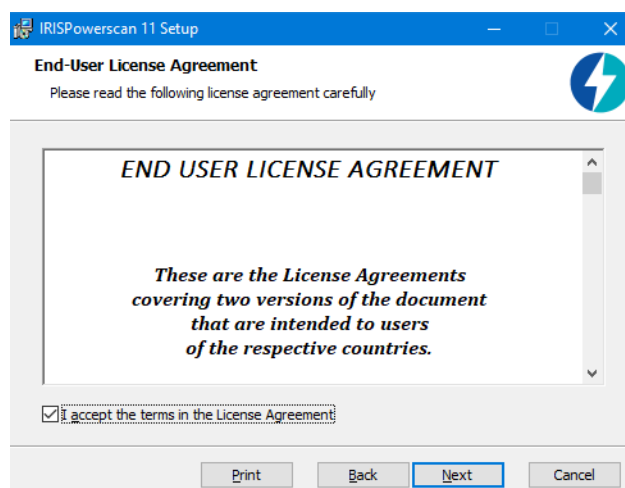 IRISPowerscan 11 Setup
End-User License Agreement
Please read the following license agreement carefully
END USER LICENSE AGREEMENT
These are the License Agreements
covering two versions of the document
that are intended to users
of the respective countries.
I accept the terms in the License Agreement
Print Back Next Cancel